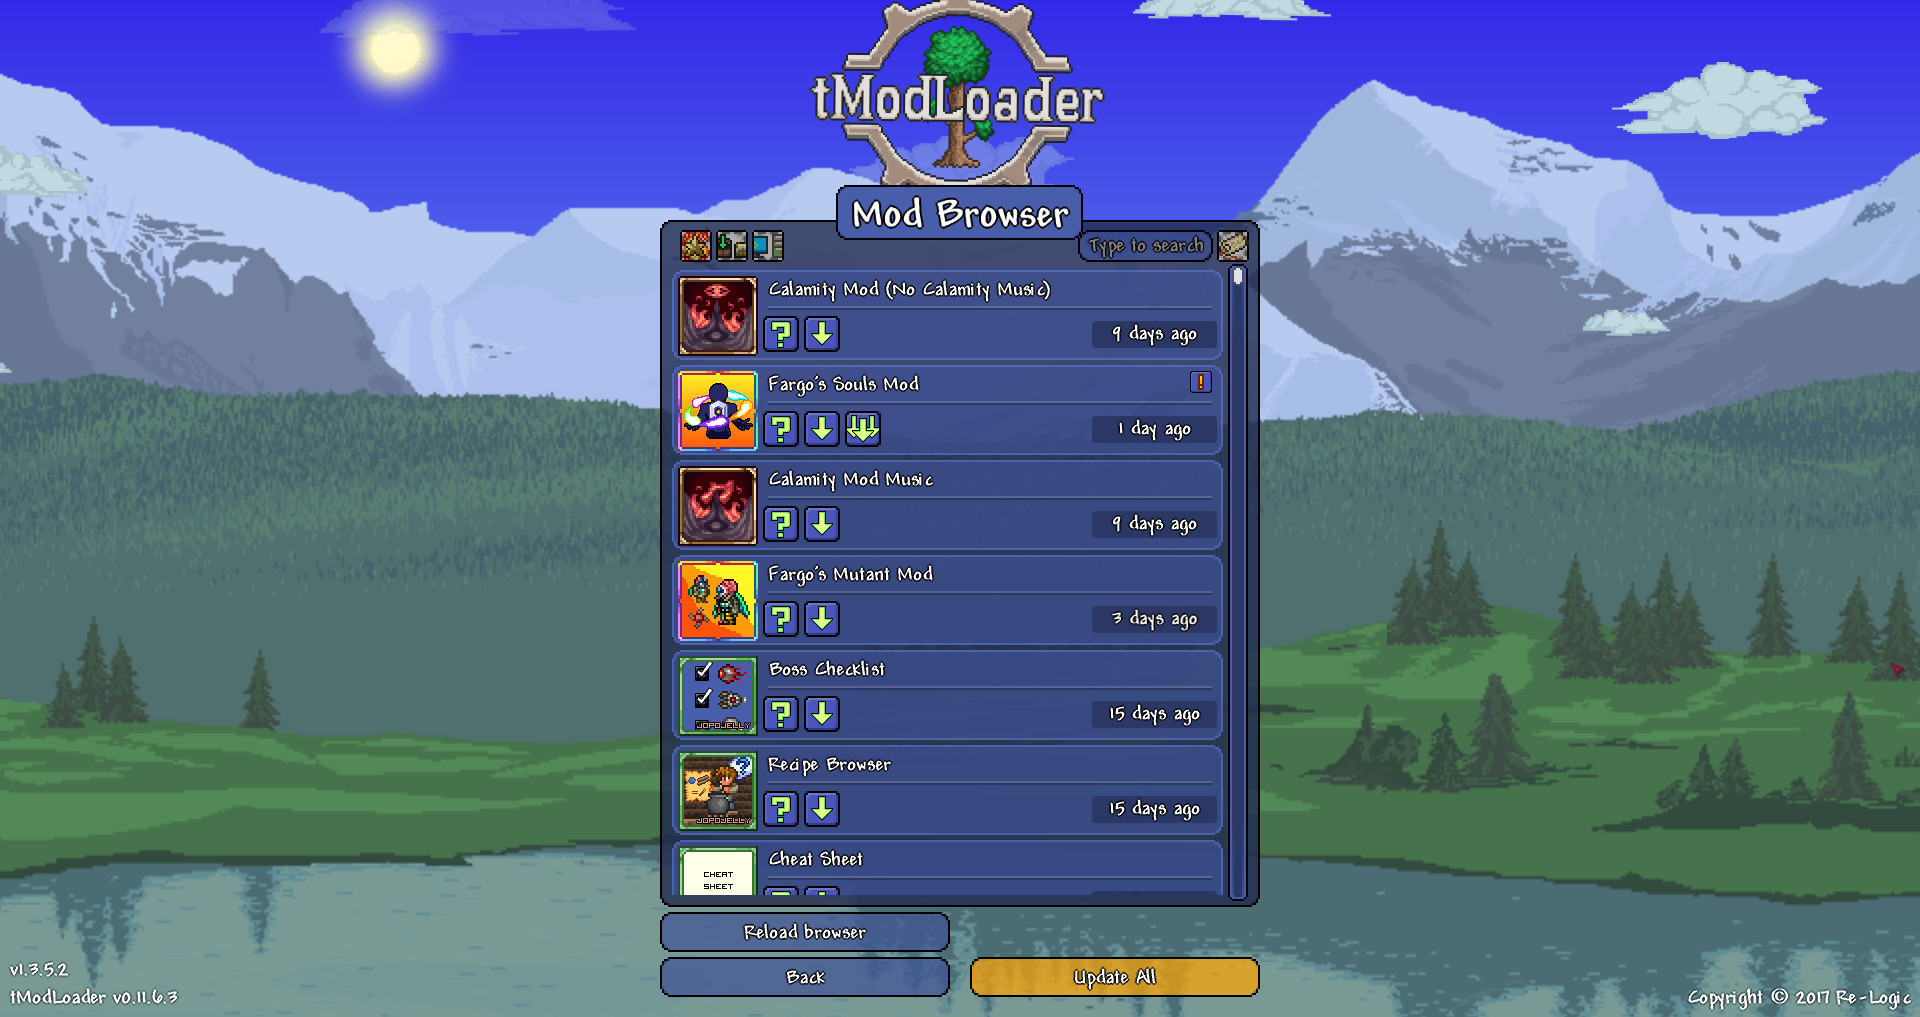 tModLoader
Mod Browser
Type to search
Calamity Mod (No Calamity Music)
9 days ago
Fargo's Souls Mod
!
1 day ago
Calamity Mod Music
9 days ago
Fargo's Mutant Mod
3 days ago
Boss Checklist
JOPOJELLY
15 days ago
Recipe Browser
JOPOJELLY
15 days ago
Cheat Sheet
CHEAT
SHEET
Reload browser
Back
Update All
v1.3.5.2
tModLoader v0.11.6.3
Copyright © 2017 Re-Logic